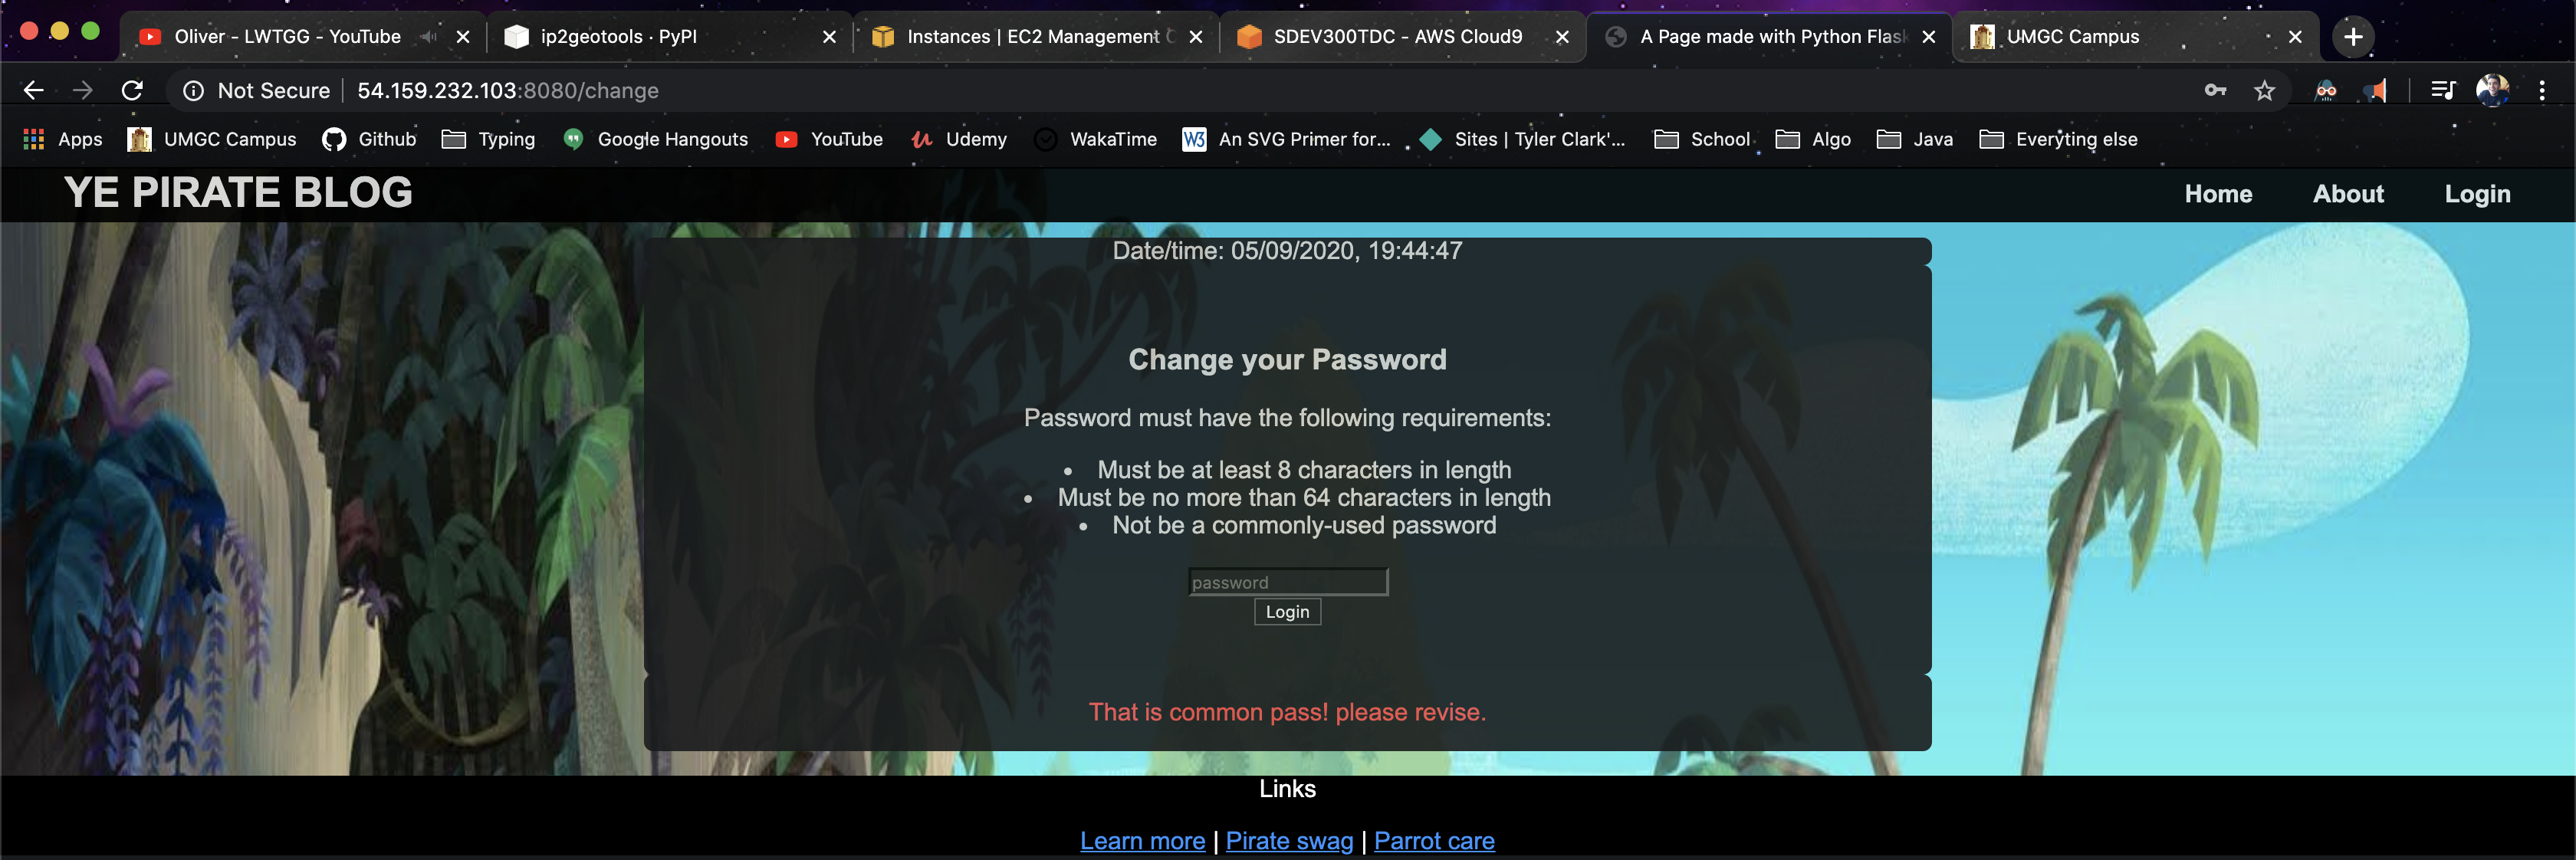 Oliver - LWTGG - YouTube
ip2geotools · PyPI
Instances | EC2 Management
SDEV300TDC - AWS Cloud9
A Page made with Python Flask
UMGC Campus
Not Secure | 54.159.232.103:8080/change
Apps UMGC Campus Github Typing Google Hangouts YouTube Udemy WakaTime W3 An SVG Primer for... Sites | Tyler Clark'... School Algo Java Everyting else
YE PIRATE BLOG
Home About Login
Date/time: 05/09/2020, 19:44:47
Change your Password
Password must have the following requirements:
• Must be at least 8 characters in length
• Must be no more than 64 characters in length
• Not be a commonly-used password
password
Login
That is common pass! please revise.
Links
Learn more | Pirate swag | Parrot care